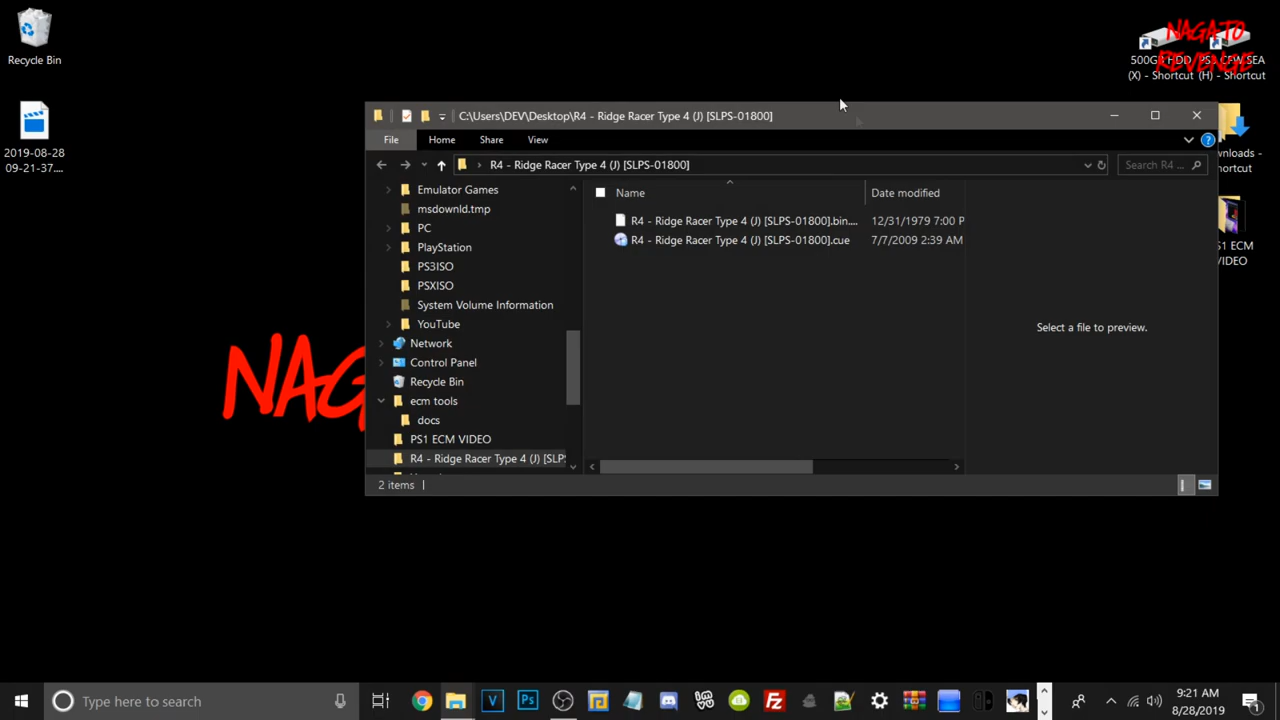 Recycle Bin
2019-08-28
09-21-37....
NAGATO
REVENGE
500GB HDD
(X) - Shortcut
(H) - Shortcut
C:\Users\DEV\Desktop\R4 - Ridge Racer Type 4 (J) [SLPS-01800]
File Home Share View
R4 - Ridge Racer Type 4 (J) [SLPS-01800]
Search R4 ...
Emulator Games
msdownld.tmp
PC
PlayStation
PS3ISO
PSXISO
System Volume Information
YouTube
Network
Control Panel
Recycle Bin
ecm tools
docs
PS1 ECM VIDEO
R4 - Ridge Racer Type 4 (J) [SLP
Name Date modified
R4 - Ridge Racer Type 4 (J) [SLPS-01800].bin.... 12/31/1979 7:00 P
R4 - Ridge Racer Type 4 (J) [SLPS-01800].cue 7/7/2009 2:39 AM
Select a file to preview.
2 items
wnloads -
hortcut
S1 ECM
VIDEO
NAG
Type here to search
9:21 AM
8/28/2019